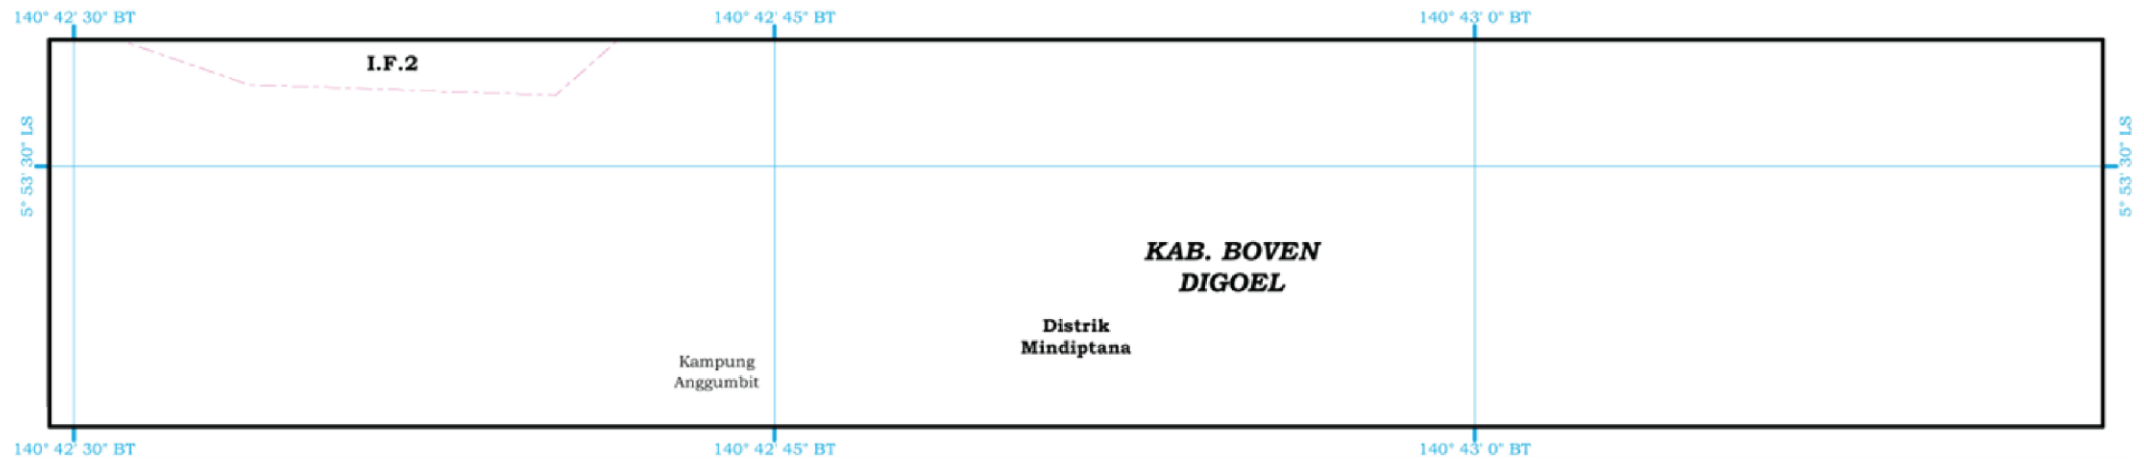 140° 42' 30" BT
140° 42' 45" BT
140° 43' 0" BT
I.F.2
5° 53' 30" LS
5° 53' 30" LS
KAB. BOVEN
DIGOEL
Distrik
Mindiptana
Kampung
Anggumbit
140° 42' 30" BT
140° 42' 45" BT
140° 43' 0" BT